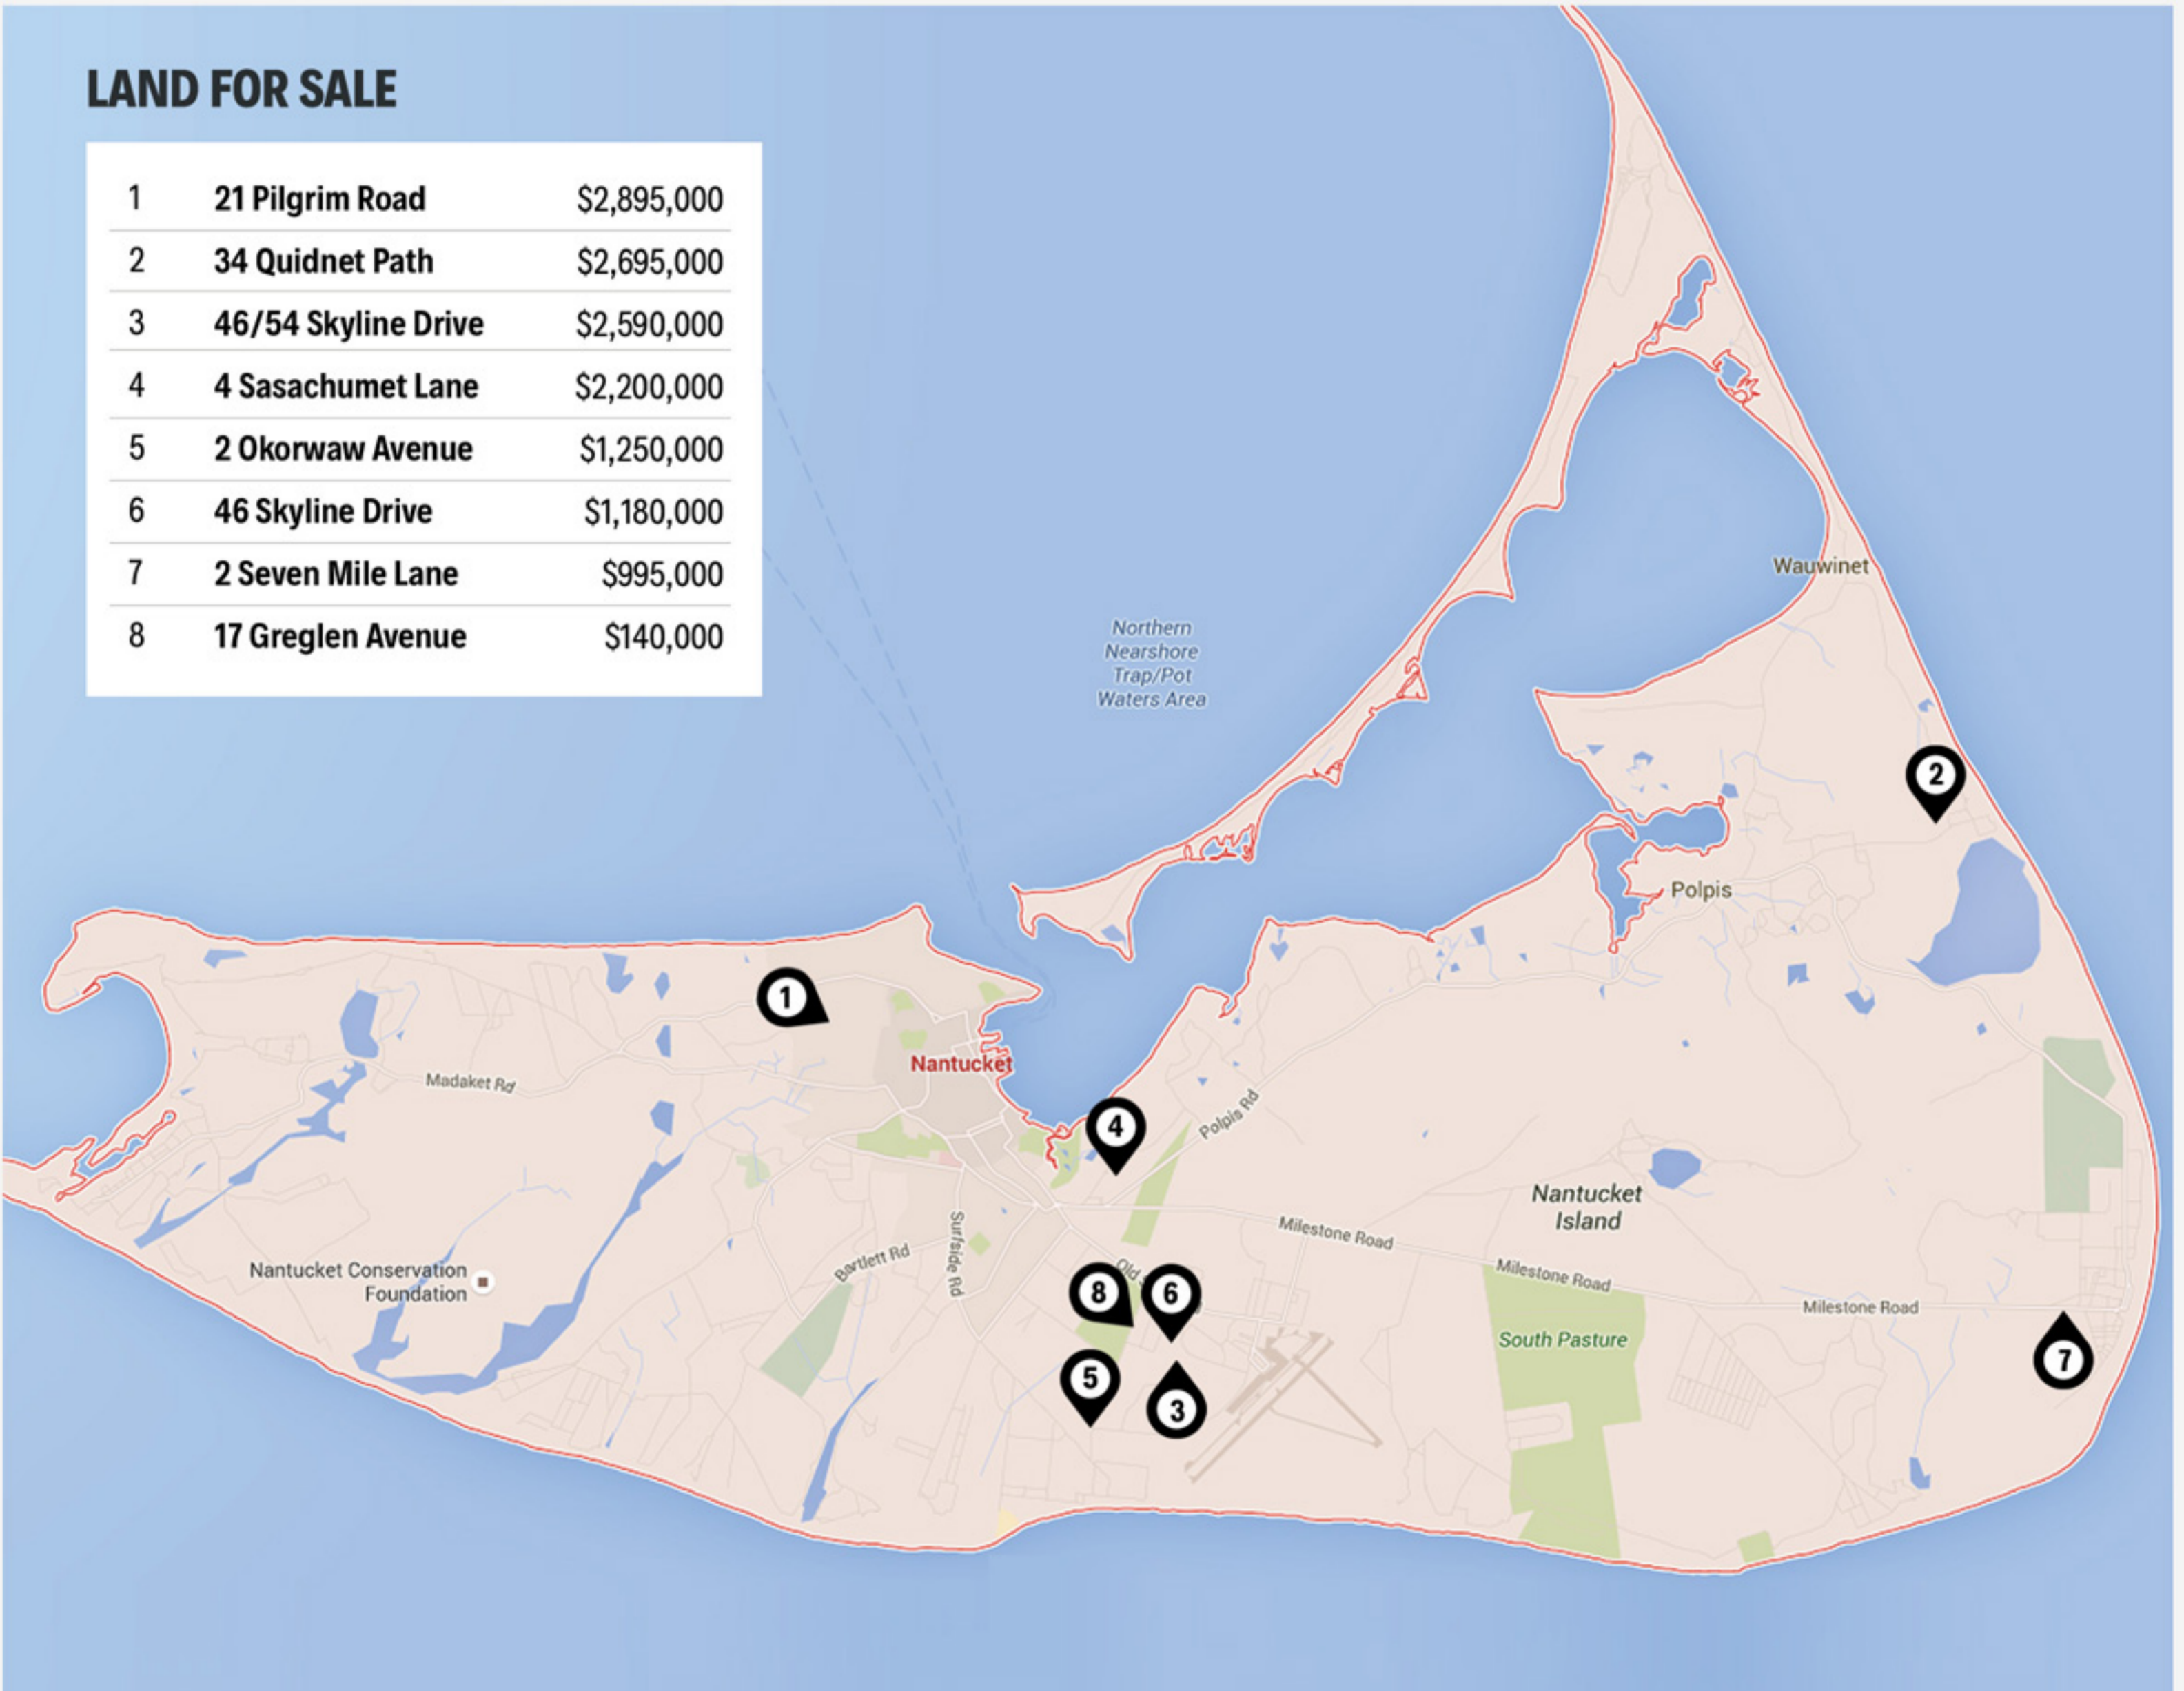 LAND FOR SALE
1 21 Pilgrim Road $2,895,000
2 34 Quidnet Path $2,695,000
3 46/54 Skyline Drive $2,590,000
4 4 Sasachumet Lane $2,200,000
5 2 Okorwaw Avenue $1,250,000
6 46 Skyline Drive $1,180,000
7 2 Seven Mile Lane $995,000
8 17 Greglen Avenue $140,000
Wauwinet
Northern
Nearshore
Trap/Pot
Waters Area
2
Polpis
1
Nantucket
Madaket Rd
4
Polpis Rd
Nantucket
Island
Surfside Rd
Bartlett Rd
Milestone Road
Nantucket Conservation
Foundation
Old
Milestone Road
8
6
Milestone Road
South Pasture
7
5
3